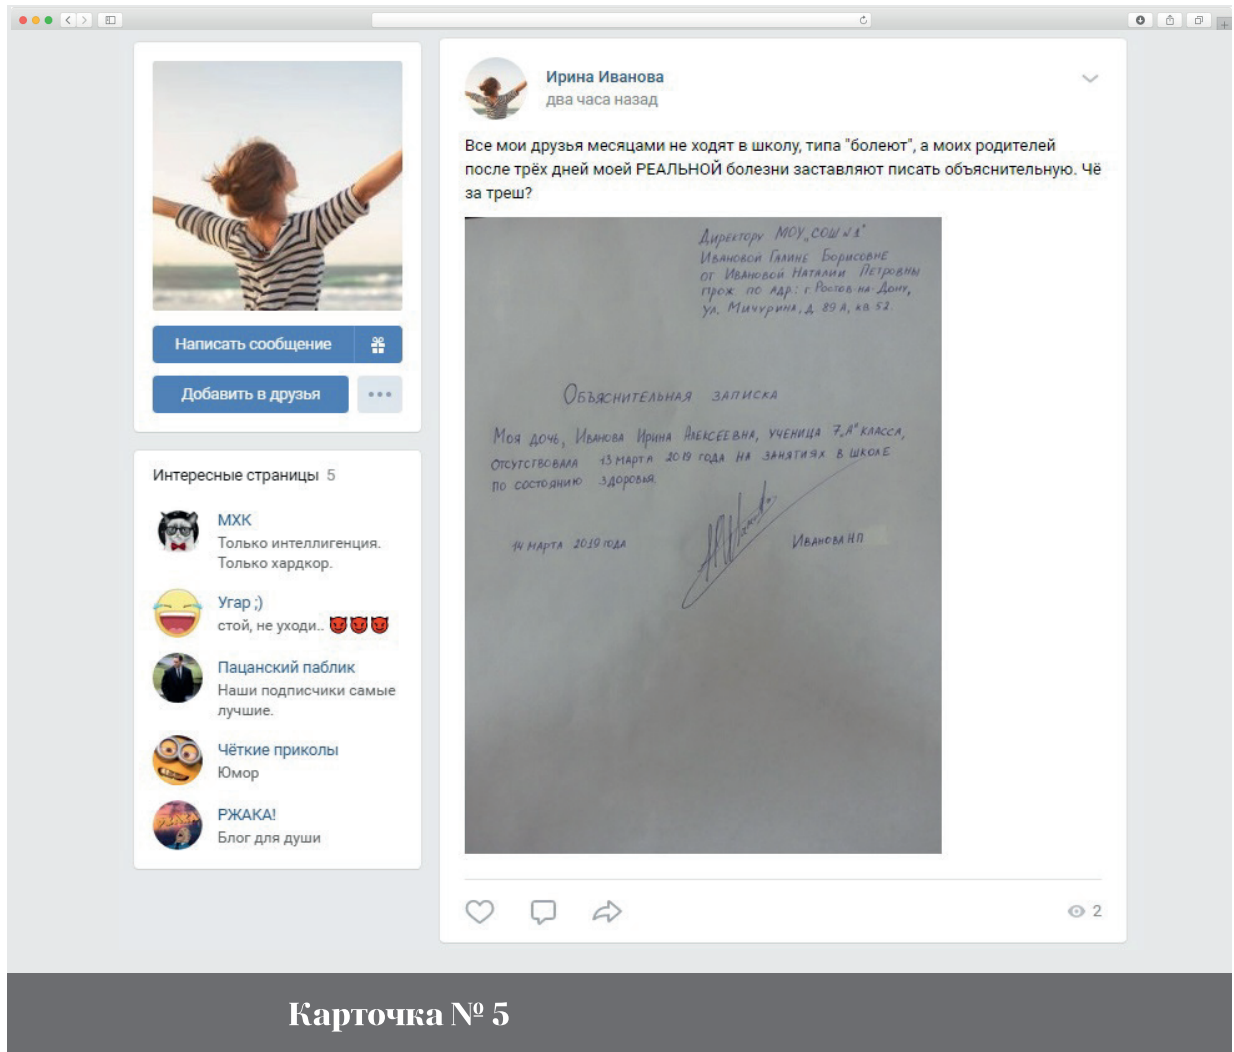 Ирина Иванова
два часа назад
Все мои друзья месяцами не ходят в школу, типа "болеют", а моих родителей
после трёх дней моей РЕАЛЬНОЙ болезни заставляют писать объяснительную. Чё
за треш?
Директору МОУ „СОШ №1"
Ивановой Галине Борисовне
от Ивановой Наталии Петровны
прож. по адр.: г. Ростов-на-Дону,
ул. Мичурина, д. 89 А, кв 52.
Объяснительная записка
Моя дочь, Иванова Ирина Алексеевна, ученица 7„А" класса,
отсутствовала 13 марта 2019 года на занятиях в школе
по состоянию здоровья.
14 марта 2019 года
Иванова НП
2
Написать сообщение
Добавить в друзья
Интересные страницы 5
МХК
Только интеллигенция.
Только хардкор.
Угар ;)
стой, не уходи..
Пацанский паблик
Наши подписчики самые
лучшие.
Чёткие приколы
Юмор
РЖАКА!
Блог для души
Карточка № 5